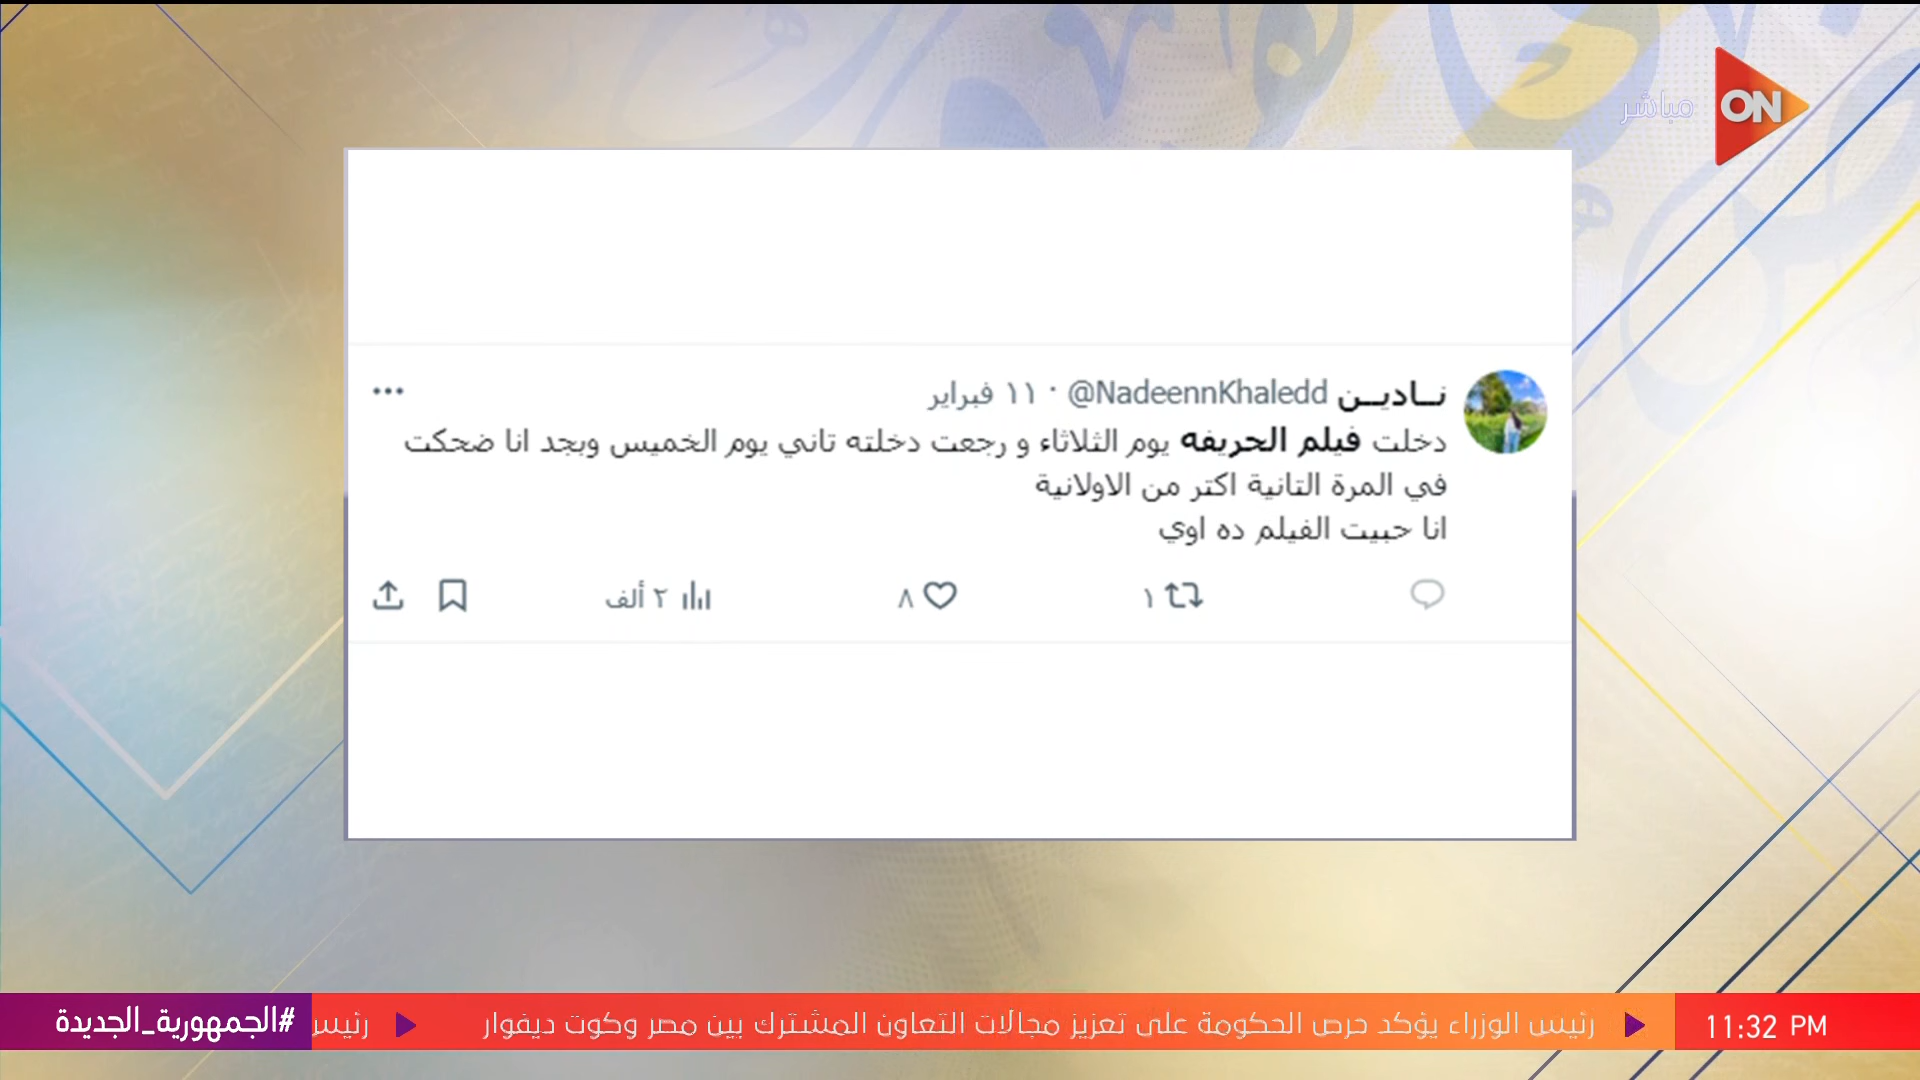 مباشر
ON
نــاديــن @NadeennKhaledd · ١١ فبراير
دخلت فيلم الحريفه يوم الثلاثاء و رجعت دخلته تاني يوم الخميس وبجد انا ضحكت
في المرة التانية اكتر من الاولانية
انا حبيت الفيلم ده اوي
١
٨
٢ ألف
11:32 PM
رئيس الوزراء يؤكد حرص الحكومة على تعزيز مجالات التعاون المشترك بين مصر وكوت ديفوار
رئيس
#الجمهورية_الجديدة